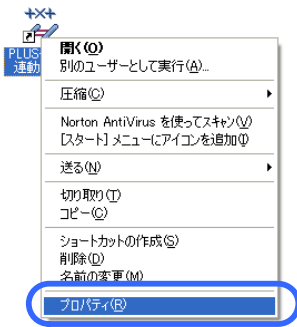 PLUS
連動
開く(O)
別のユーザーとして実行(A)...
圧縮(C)
Norton AntiVirus を使ってスキャン(V)
[スタート] メニューにアイコンを追加(I)
送る(N)
切り取り(T)
コピー(C)
ショートカットの作成(S)
削除(D)
名前の変更(M)
プロパティ(R)